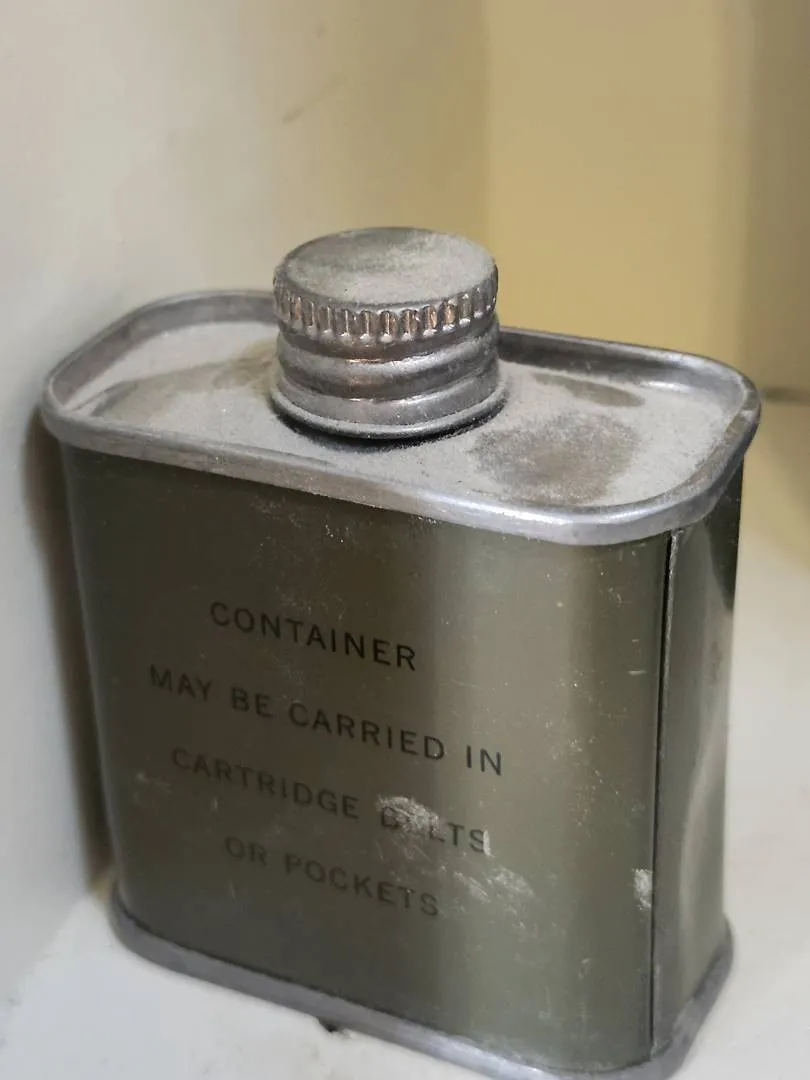 CONTAINER
MAY BE CARRIED IN
CARTRIDGE BELTS
OR POCKETS